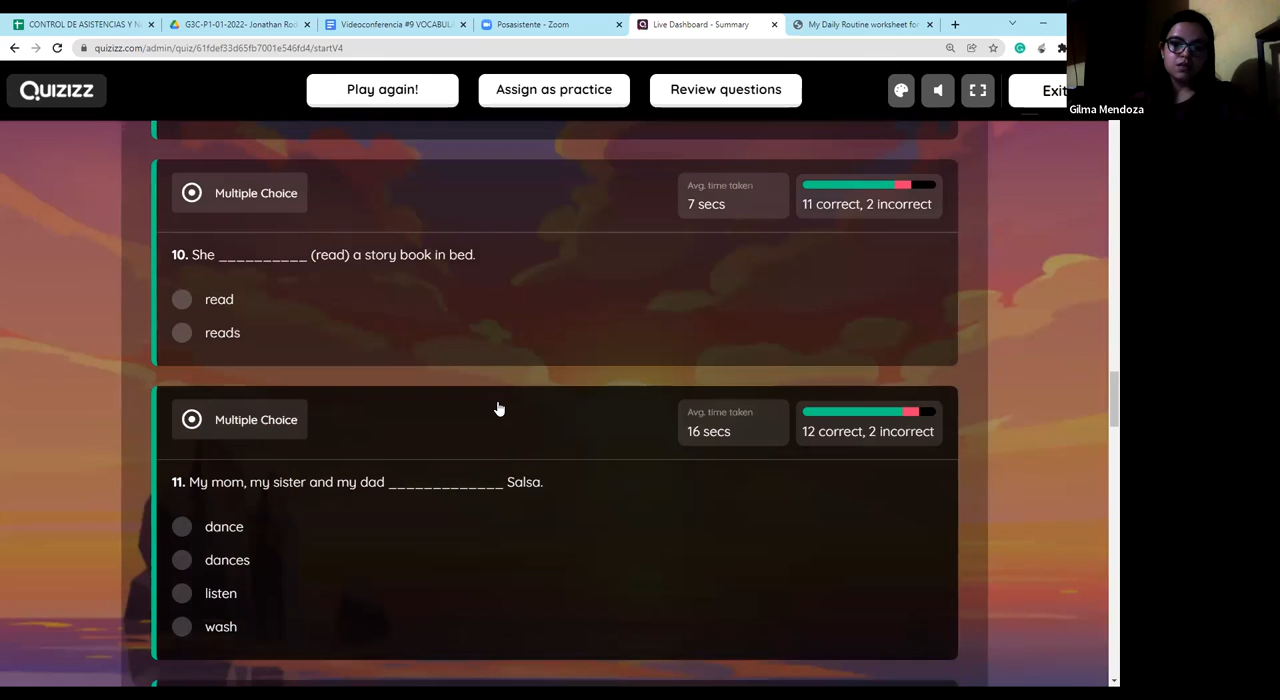 CONTROL DE ASISTENCIAS Y N
G3C-P1-01-2022- Jonathan Rod
Videoconferencia #9 VOCABUL
Posasistente - Zoom
Live Dashboard - Summary
My Daily Routine worksheet for
quizizz.com/admin/quiz/61fdef33d65fb7001e546fd4/startV4
Gilma Mendoza
QUIZIZZ
Play again!
Assign as practice
Review questions
Exit
Multiple Choice
Avg. time taken
7 secs
11 correct, 2 incorrect
10. She __________ (read) a story book in bed.
read
reads
Multiple Choice
Avg. time taken
16 secs
12 correct, 2 incorrect
11. My mom, my sister and my dad _____________ Salsa.
dance
dances
listen
wash